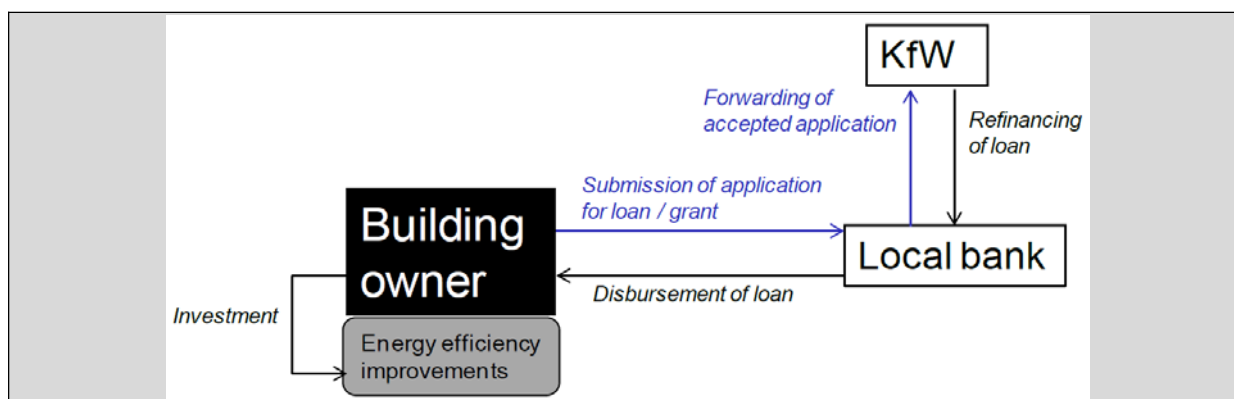 KfW
Forwarding of
accepted application
Refinancing
of loan
Submission of application
for loan / grant
Building
owner
Local bank
Disbursement of loan
Investment
Energy efficiency
improvements